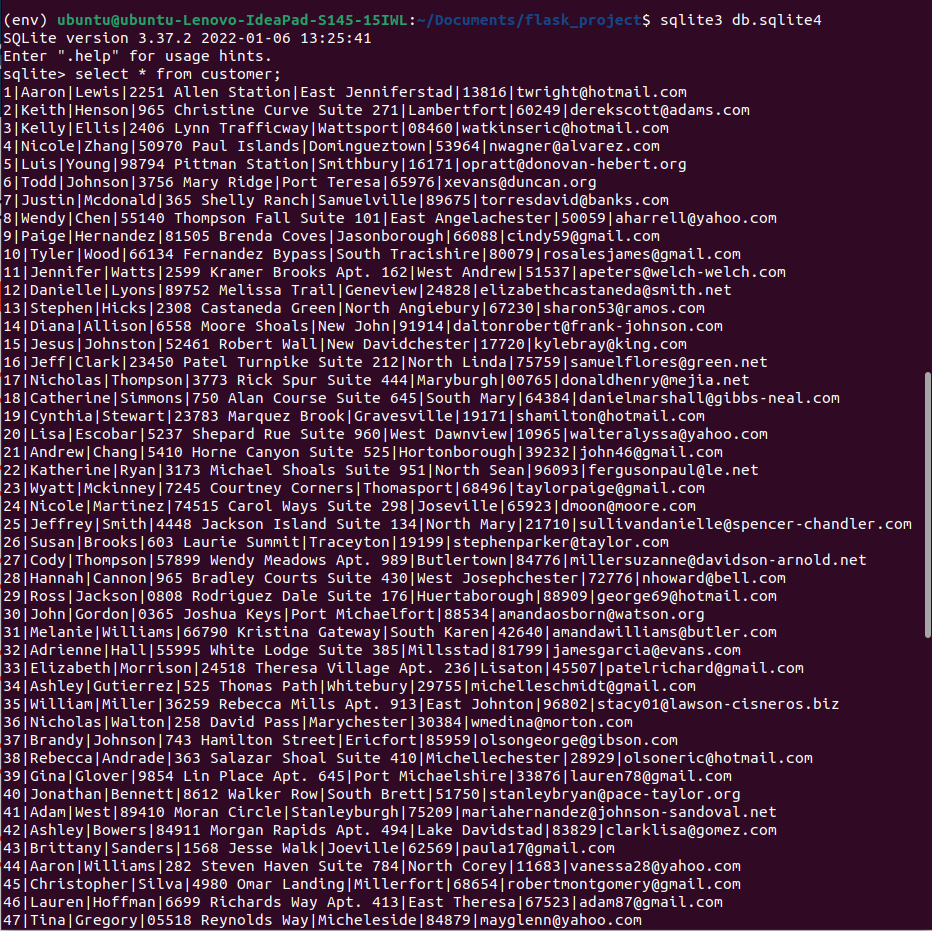 (env) ubuntu@ubuntu-Lenovo-IdeaPad-S145-15IWL:~/Documents/flask_project$ sqlite3 db.sqlite4
SQLite version 3.37.2 2022-01-06 13:25:41
Enter ".help" for usage hints.
sqlite> select * from customer;
1|Aaron|Lewis|2251 Allen Station|East Jenniferstad|13816|twright@hotmail.com
2|Keith|Henson|965 Christine Curve Suite 271|Lambertfort|60249|derekscott@adams.com
3|Kelly|Ellis|2406 Lynn Trafficway|Wattsport|08460|watkinseric@hotmail.com
4|Nicole|Zhang|50970 Paul Islands|Domingueztown|53964|nwagner@alvarez.com
5|Luis|Young|98794 Pittman Station|Smithbury|16171|opratt@donovan-hebert.org
6|Todd|Johnson|3756 Mary Ridge|Port Teresa|65976|xevans@duncan.org
7|Justin|Mcdonald|365 Shelly Ranch|Samuelville|89675|torresdavid@banks.com
8|Wendy|Chen|55140 Thompson Fall Suite 101|East Angelachester|50059|aharrell@yahoo.com
9|Paige|Hernandez|81505 Brenda Coves|Jasonborough|66088|cindy59@gmail.com
10|Tyler|Wood|66134 Fernandez Bypass|South Tracishire|80079|rosalesjames@gmail.com
11|Jennifer|Watts|2599 Kramer Brooks Apt. 162|West Andrew|51537|apeters@welch-welch.com
12|Danielle|Lyons|89752 Melissa Trail|Geneview|24828|elizabethcastaneda@smith.net
13|Stephen|Hicks|2308 Castaneda Green|North Angiebury|67230|sharon53@ramos.com
14|Diana|Allison|6558 Moore Shoals|New John|91914|daltonrobert@frank-johnson.com
15|Jesus|Johnston|52461 Robert Wall|New Davidchester|17720|kylebray@king.com
16|Jeff|Clark|23450 Patel Turnpike Suite 212|North Linda|75759|samuelflores@green.net
17|Nicholas|Thompson|3773 Rick Spur Suite 444|Maryburgh|00765|donaldhenry@mejia.net
18|Catherine|Simmons|750 Alan Course Suite 645|South Mary|64384|danielmarshall@gibbs-neal.com
19|Cynthia|Stewart|23783 Marquez Brook|Gravesville|19171|shamilton@hotmail.com
20|Lisa|Escobar|5237 Shepard Rue Suite 960|West Dawnview|10965|walteralyssa@yahoo.com
21|Andrew|Chang|5410 Horne Canyon Suite 525|Hortonborough|39232|john46@gmail.com
22|Katherine|Ryan|3173 Michael Shoals Suite 951|North Sean|96093|fergusonpaul@le.net
23|Wyatt|Mckinney|7245 Courtney Corners|Thomasport|68496|taylorpaige@gmail.com
24|Nicole|Martinez|74515 Carol Ways Suite 298|Joseville|65923|dmoon@moore.com
25|Jeffrey|Smith|4448 Jackson Island Suite 134|North Mary|21710|sullivandanielle@spencer-chandler.com
26|Susan|Brooks|603 Laurie Summit|Traceyton|19199|stephenparker@taylor.com
27|Cody|Thompson|57899 Wendy Meadows Apt. 989|Butlertown|84776|millersuzanne@davidson-arnold.net
28|Hannah|Cannon|965 Bradley Courts Suite 430|West Josephchester|72776|nhoward@bell.com
29|Ross|Jackson|0808 Rodriguez Dale Suite 176|Huertaborough|88909|george69@hotmail.com
30|John|Gordon|0365 Joshua Keys|Port Michaelfort|88534|amandaosborn@watson.org
31|Melanie|Williams|66790 Kristina Gateway|South Karen|42640|amandawilliams@butler.com
32|Adrienne|Hall|55995 White Lodge Suite 385|Millsstad|81799|jamesgarcia@evans.com
33|Elizabeth|Morrison|24518 Theresa Village Apt. 236|Lisaton|45507|patelrichard@gmail.com
34|Ashley|Gutierrez|525 Thomas Path|Whitebury|29755|michelleschmidt@gmail.com
35|William|Miller|36259 Rebecca Mills Apt. 913|East Johnton|96802|stacy01@lawson-cisneros.biz
36|Nicholas|Walton|258 David Pass|Marychester|30384|wmedina@morton.com
37|Brandy|Johnson|743 Hamilton Street|Ericfort|85959|olsongeorge@gibson.com
38|Rebecca|Andrade|363 Salazar Shoal Suite 410|Michellechester|28929|olsoneric@hotmail.com
39|Gina|Glover|9854 Lin Place Apt. 645|Port Michaelshire|33876|lauren78@gmail.com
40|Jonathan|Bennett|8612 Walker Row|South Brett|51750|stanleybryan@pace-taylor.org
41|Adam|West|89410 Moran Circle|Stanleyburgh|75209|mariahernandez@johnson-sandoval.net
42|Ashley|Bowers|84911 Morgan Rapids Apt. 494|Lake Davidstad|83829|clarklisa@gomez.com
43|Brittany|Sanders|1568 Jesse Walk|Joeville|62569|paula17@gmail.com
44|Aaron|Williams|282 Steven Haven Suite 784|North Corey|11683|vanessa28@yahoo.com
45|Christopher|Silva|4980 Omar Landing|Millerfort|68654|robertmontgomery@gmail.com
46|Lauren|Hoffman|6699 Richards Way Apt. 413|East Theresa|67523|adam87@gmail.com
47|Tina|Gregory|05518 Reynolds Way|Micheleside|84879|mayglenn@yahoo.com